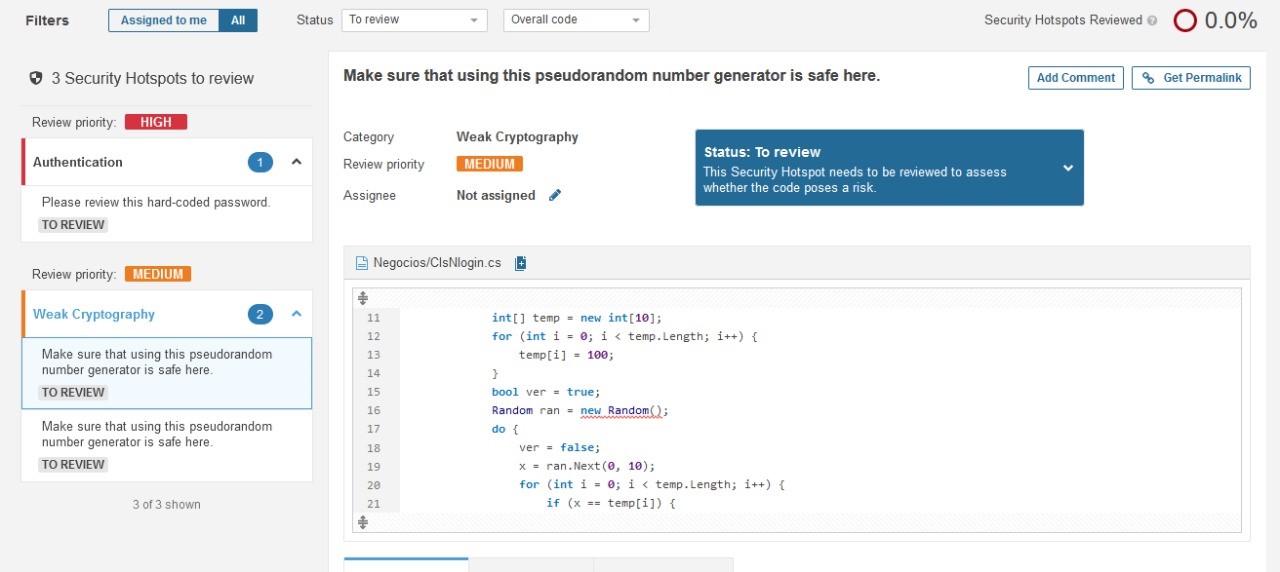 Filters
Assigned to me
All
Status
To review
Overall code
Security Hotspots Reviewed
0.0%
3 Security Hotspots to review
Review priority: HIGH
Authentication
1
Please review this hard-coded password.
TO REVIEW
Review priority: MEDIUM
Weak Cryptography
2
Make sure that using this pseudorandom
number generator is safe here.
TO REVIEW
Make sure that using this pseudorandom
number generator is safe here.
TO REVIEW
3 of 3 shown
Make sure that using this pseudorandom number generator is safe here.
Add Comment
Get Permalink
Category Weak Cryptography
Review priority MEDIUM
Assignee Not assigned
Status: To review
This Security Hotspot needs to be reviewed to assess
whether the code poses a risk.
Negocios/ClsNlogin.cs
11 int[] temp = new int[10];
12 for (int i = 0; i < temp.Length; i++) {
13 temp[i] = 100;
14 }
15 bool ver = true;
16 Random ran = new Random();
17 do {
18 ver = false;
19 x = ran.Next(0, 10);
20 for (int i = 0; i < temp.Length; i++) {
21 if (x == temp[i]) {